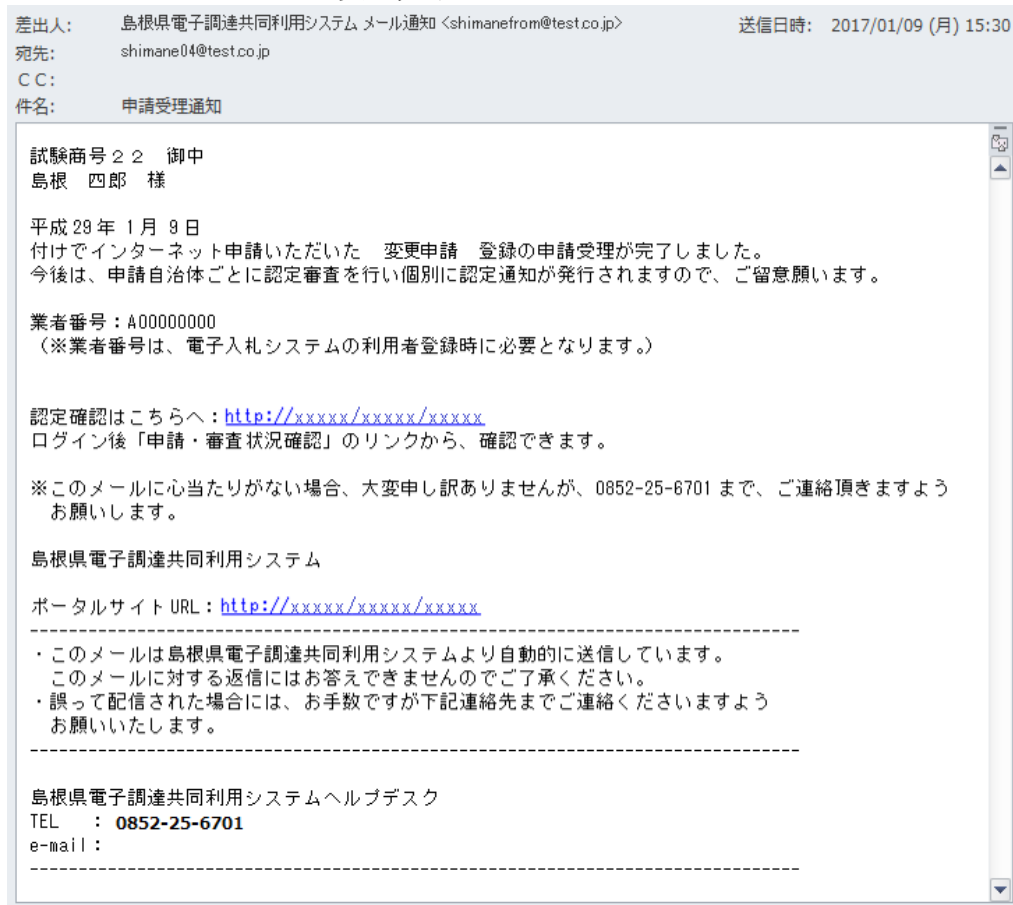 差出人: 島根県電子調達共同利用システム メール通知 <shimanefrom@test.co.jp> 送信日時: 2017/01/09 (月) 15:30
宛先: shimane04@test.co.jp
ＣＣ:
件名: 申請受理通知
試験商号２２　御中
島根　四郎　様
平成29年 1月 9日
付けでインターネット申請いただいた　変更申請　登録の申請受理が完了しました。
今後は、申請自治体ごとに認定審査を行い個別に認定通知が発行されますので、ご留意願います。
業者番号：A00000000
（※業者番号は、電子入札システムの利用者登録時に必要となります。）
認定確認はこちらへ：http://xxxxx/xxxxx/xxxxx
ログイン後「申請・審査状況確認」のリンクから、確認できます。
※このメールに心当たりがない場合、大変申し訳ありませんが、0852-25-6701まで、ご連絡頂きますよう
お願いします。
島根県電子調達共同利用システム
ポータルサイトURL：http://xxxxx/xxxxx/xxxxx
-------------------------------------------------------------------------------
・このメールは島根県電子調達共同利用システムより自動的に送信しています。
このメールに対する返信にはお答えできませんのでご了承ください。
・誤って配信された場合には、お手数ですが下記連絡先までご連絡くださいますよう
お願いいたします。
-------------------------------------------------------------------------------
島根県電子調達共同利用システムヘルプデスク
TEL　：0852-25-6701
e-mail：
-------------------------------------------------------------------------------